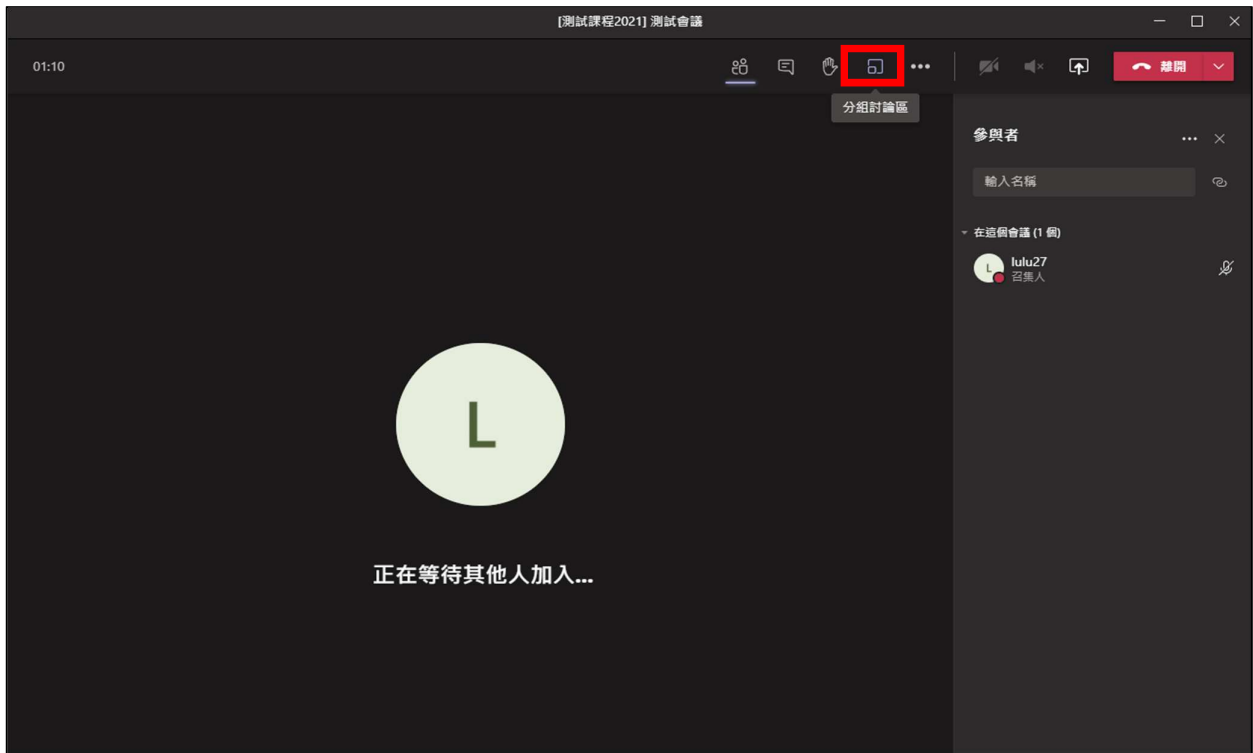 [測試課程2021] 測試會議
01:10
離開
分組討論區
參與者
輸入名稱
在這個會議 (1 個)
L
lulu27
召集人
L
正在等待其他人加入...